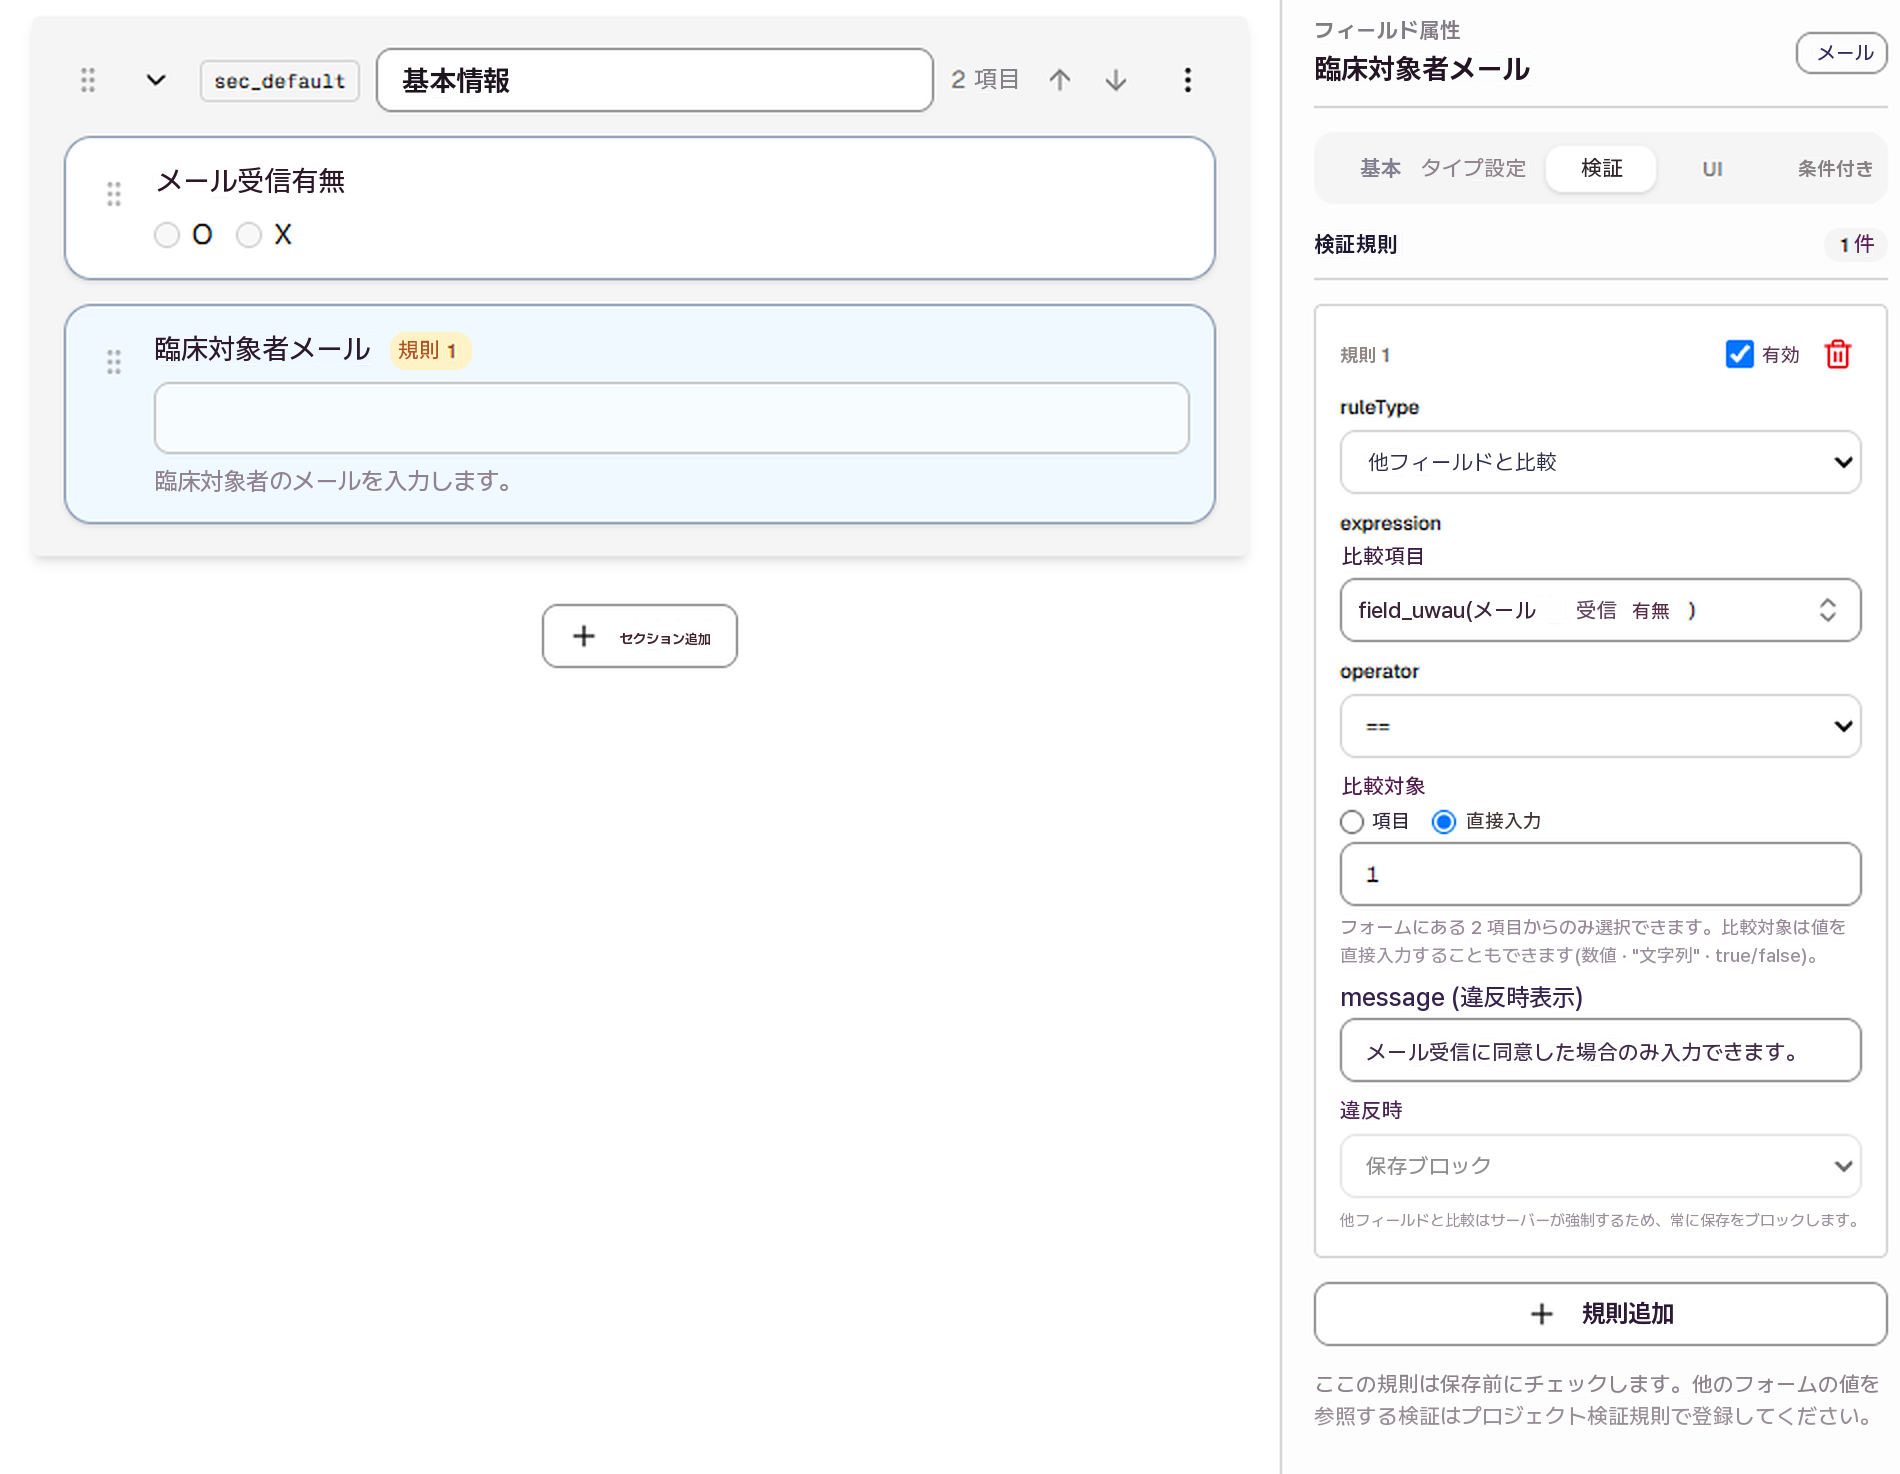 sec_default 基本情報 2 項目
メール受信有無
O X
臨床対象者メール 規則 1
臨床対象者のメールを入力します。
セクション追加
フィールド属性
臨床対象者メール メール
基本 タイプ設定 検証 UI 条件付き
検証規則 1 件
規則 1 有効
ruleType
他フィールドと比較
expression
比較項目
field_uwau(メール 受信 有無 )
operator
==
比較対象
項目 直接入力
1
フォームにある 2 項目からのみ選択できます。比較対象は値を
直接入力することもできます(数値 · "文字列" · true/false)。
message (違反時表示)
メール受信に同意した場合のみ入力できます。
違反時
保存ブロック
他フィールドと比較はサーバーが強制するため、常に保存をブロックします。
規則追加
ここの規則は保存前にチェックします。他のフォームの値を
参照する検証はプロジェクト検証規則で登録してください。